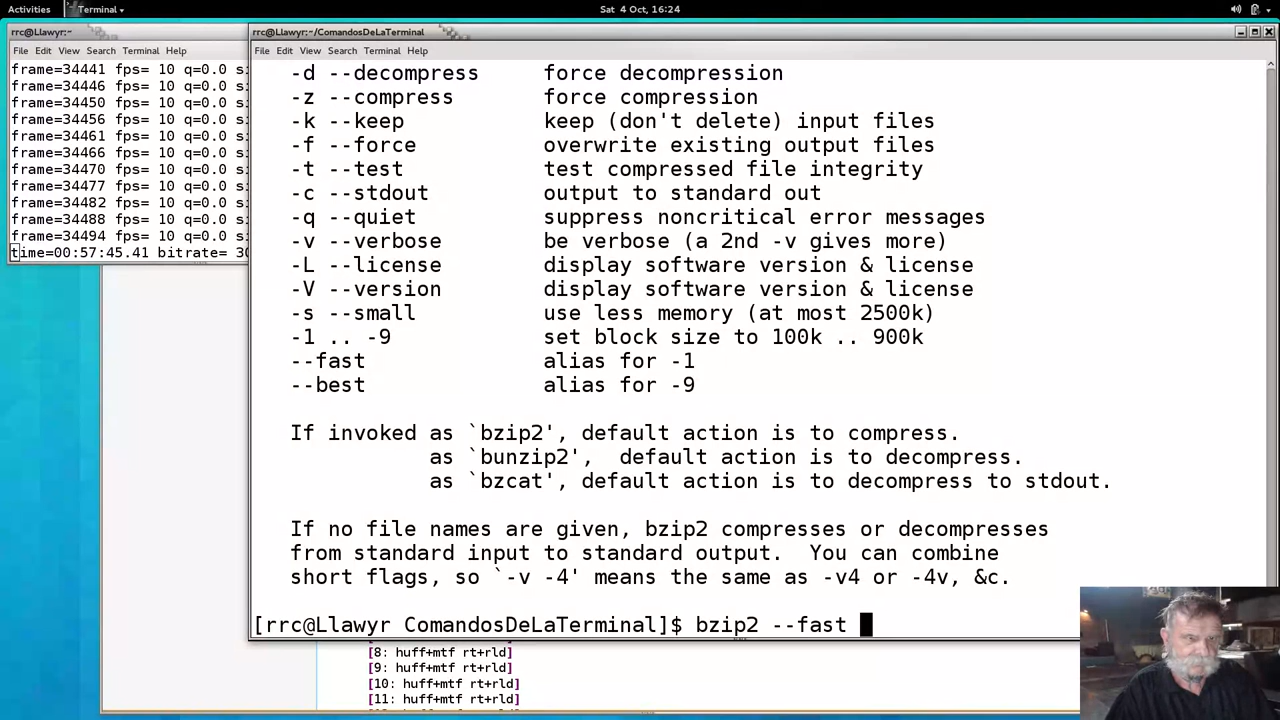 Activities
Terminal
Sat 4 Oct, 16:24
rrc@Llawyr:~
File Edit View Search Terminal Help
frame=34441 fps= 10 q=0.0 si
frame=34446 fps= 10 q=0.0 si
frame=34450 fps= 10 q=0.0 si
frame=34456 fps= 10 q=0.0 si
frame=34461 fps= 10 q=0.0 si
frame=34466 fps= 10 q=0.0 si
frame=34470 fps= 10 q=0.0 si
frame=34477 fps= 10 q=0.0 si
frame=34482 fps= 10 q=0.0 si
frame=34488 fps= 10 q=0.0 si
frame=34494 fps= 10 q=0.0 si
time=00:57:45.41 bitrate= 30
rrc@Llawyr:~/ComandosDeLaTerminal
File Edit View Search Terminal Help
-d --decompress force decompression
-z --compress force compression
-k --keep keep (don't delete) input files
-f --force overwrite existing output files
-t --test test compressed file integrity
-c --stdout output to standard out
-q --quiet suppress noncritical error messages
-v --verbose be verbose (a 2nd -v gives more)
-L --license display software version & license
-V --version display software version & license
-s --small use less memory (at most 2500k)
-1 .. -9 set block size to 100k .. 900k
--fast alias for -1
--best alias for -9
If invoked as `bzip2', default action is to compress.
as `bunzip2', default action is to decompress.
as `bzcat', default action is to decompress to stdout.
If no file names are given, bzip2 compresses or decompresses
from standard input to standard output. You can combine
short flags, so `-v -4' means the same as -v4 or -4v, &c.
[rrc@Llawyr ComandosDeLaTerminal]$ bzip2 --fast
[8: huff+mtf rt+rld]
[9: huff+mtf rt+rld]
[10: huff+mtf rt+rld]
[11: huff+mtf rt+rld]